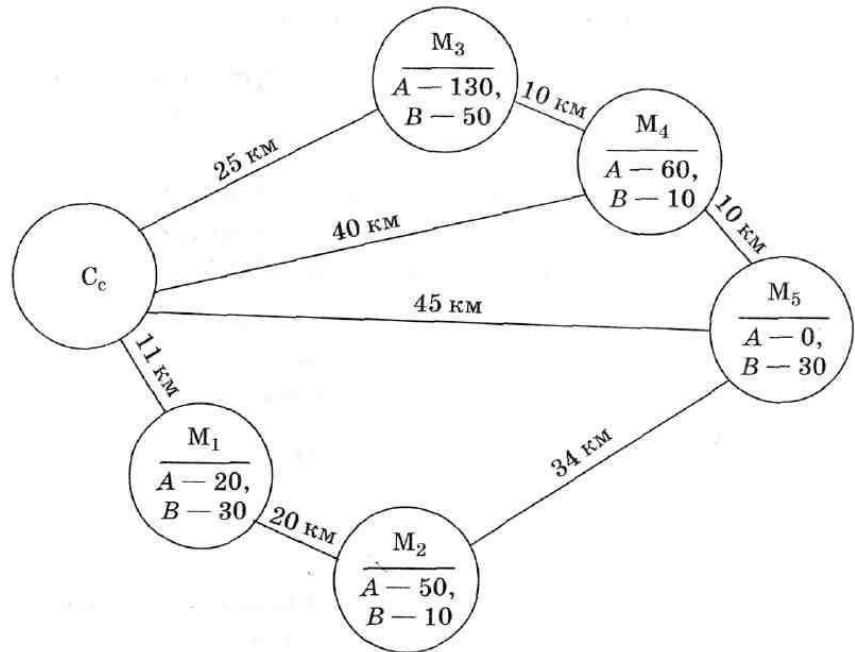 M₃
A — 130,
B — 50
10 км
M₄
A — 60,
B — 10
25 км
40 км
10 км
C_c
45 км
M₅
A — 0,
B — 30
11 км
M₁
A — 20,
B — 30
34 км
20 км
M₂
A — 50,
B — 10